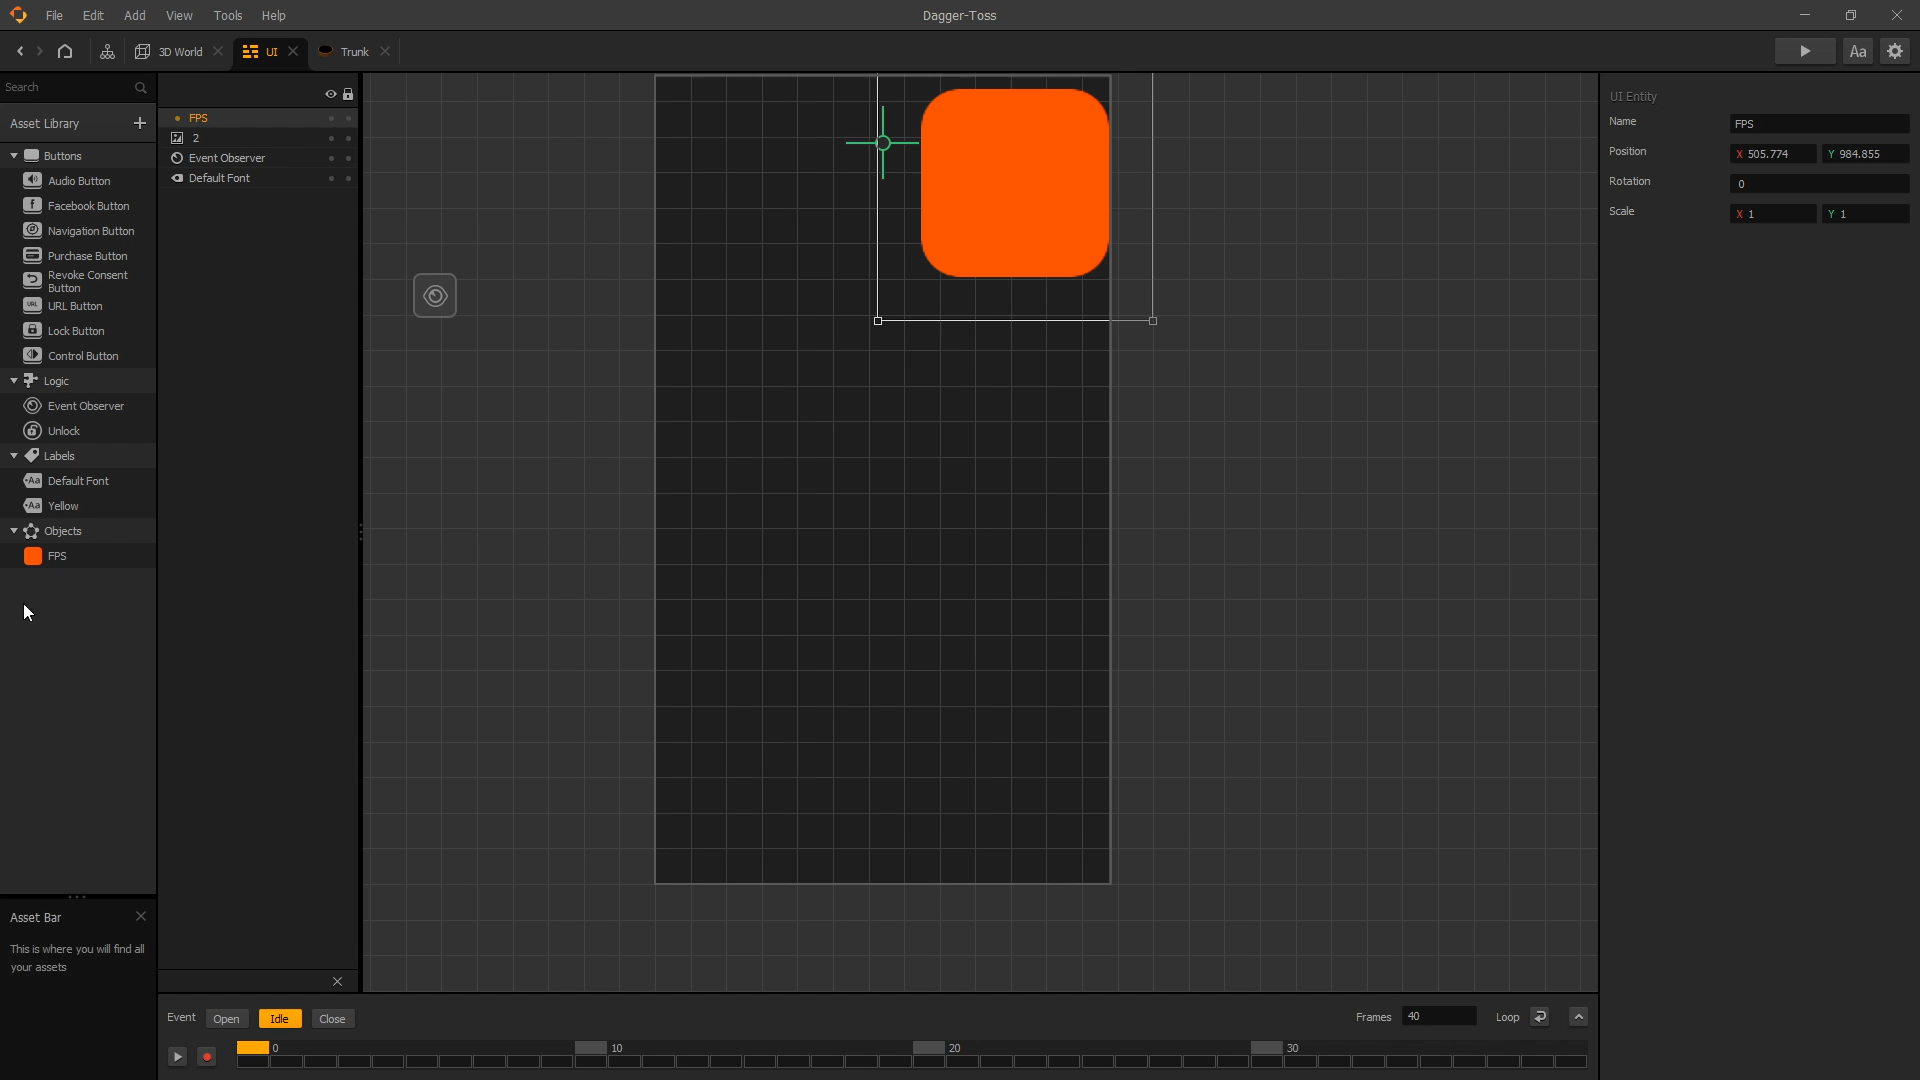 File Edit Add View Tools Help
Dagger-Toss
3D World UI Trunk
Aa
Search
Asset Library
Buttons
Audio Button
Facebook Button
Navigation Button
Purchase Button
Revoke Consent
Button
URL Button
Lock Button
Control Button
Logic
Event Observer
Unlock
Labels
Default Font
Yellow
Objects
FPS
Asset Bar
This is where you will find all
your assets
FPS
2
Event Observer
Default Font
UI Entity
Name FPS
Position X 505.774 Y 984.855
Rotation 0
Scale X 1 Y 1
Event Open Idle Close
Frames 40 Loop
0 10 20 30